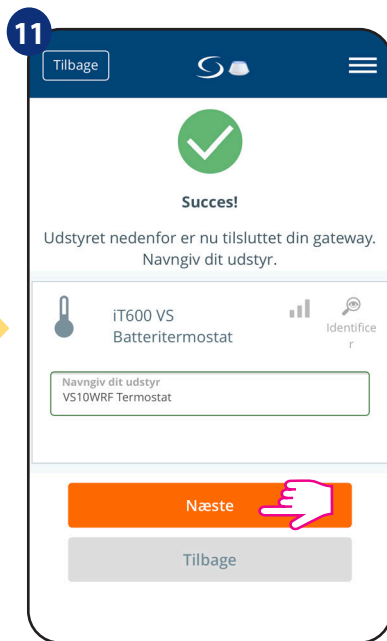 11
Tilbage
Succes!
Udstyret nedenfor er nu tilsluttet din gateway.
Navngiv dit udstyr.
iT600 VS
Batteritermostat
Identifice
r
Navngiv dit udstyr
VS10WRF Termostat
Næste
Tilbage